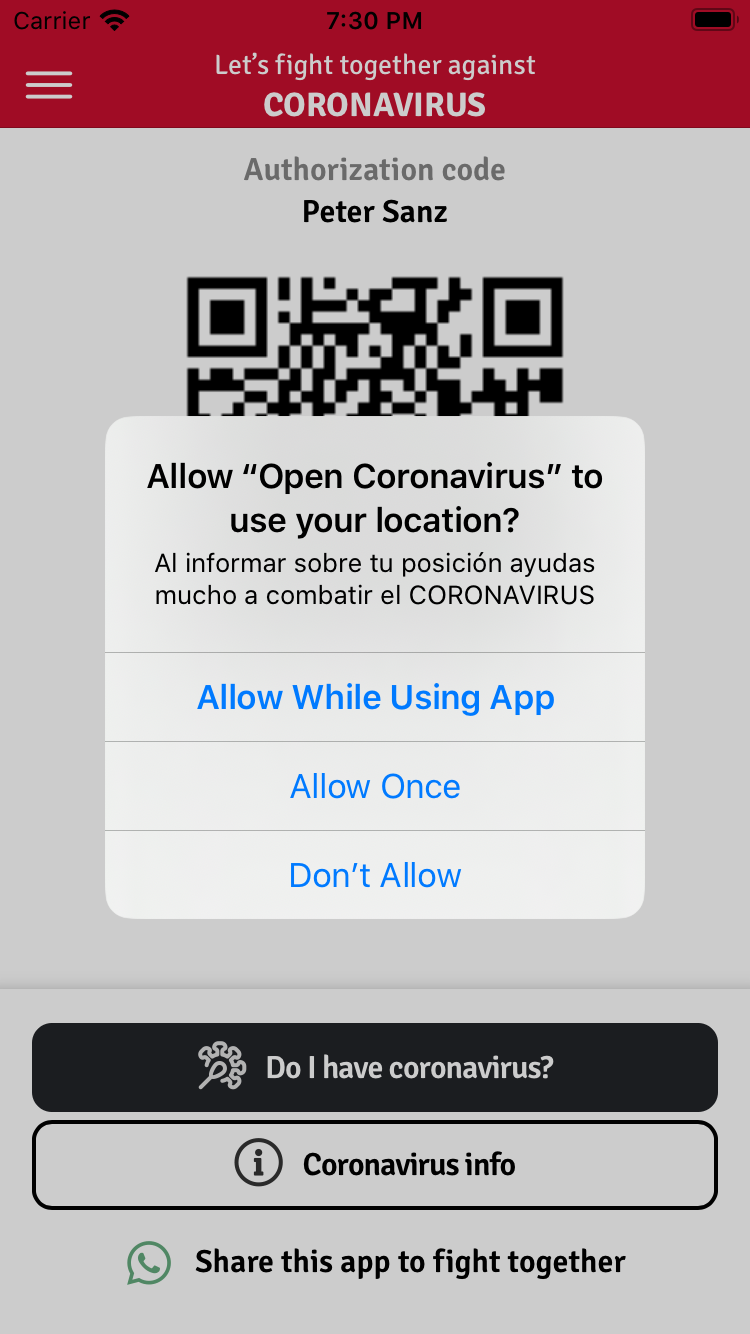 Carrier
7:30 PM
Let's fight together against
CORONAVIRUS
Authorization code
Peter Sanz
Allow “Open Coronavirus” to
use your location?
Al informar sobre tu posición ayudas
mucho a combatir el CORONAVIRUS
Allow While Using App
Allow Once
Don’t Allow
Do I have coronavirus?
Coronavirus info
Share this app to fight together